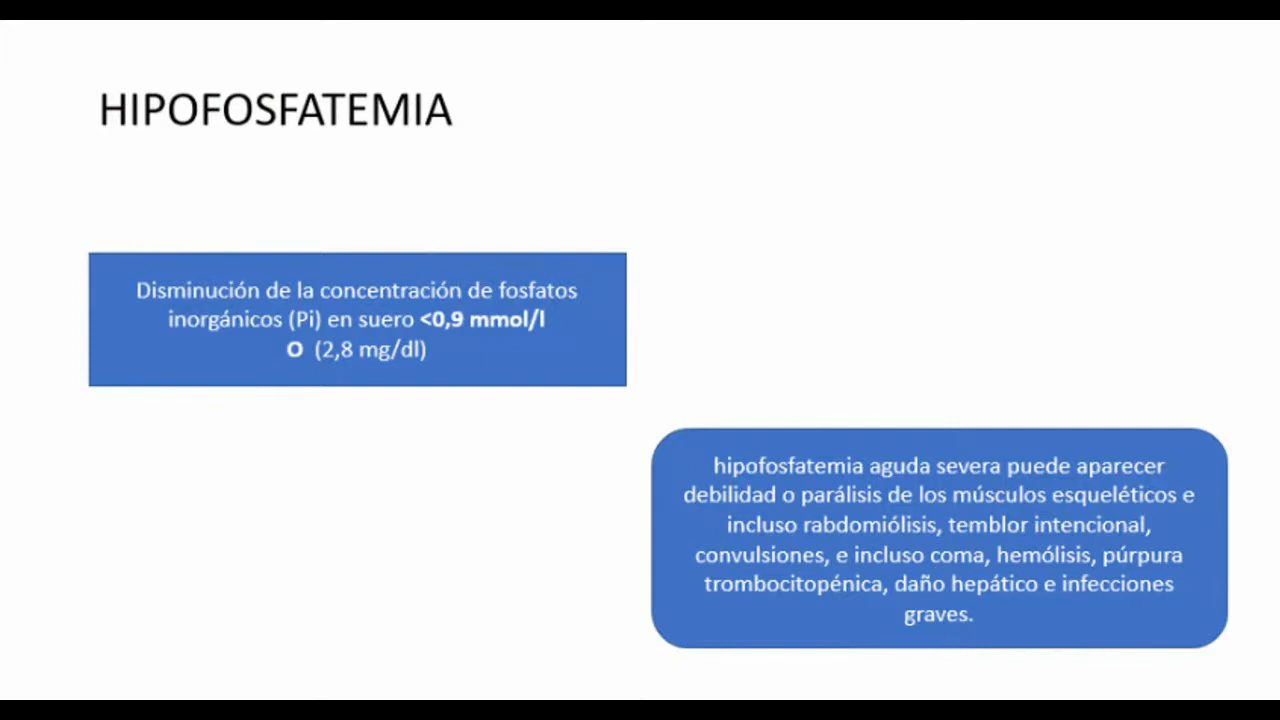 HIPOFOSFATEMIA
Disminución de la concentración de fosfatos
inorgánicos (Pi) en suero <0,9 mmol/l
O (2,8 mg/dl)
hipofosfatemia aguda severa puede aparecer
debilidad o parálisis de los músculos esqueléticos e
incluso rabdomiólisis, temblor intencional,
convulsiones, e incluso coma, hemólisis, púrpura
trombocitopénica, daño hepático e infecciones
graves.